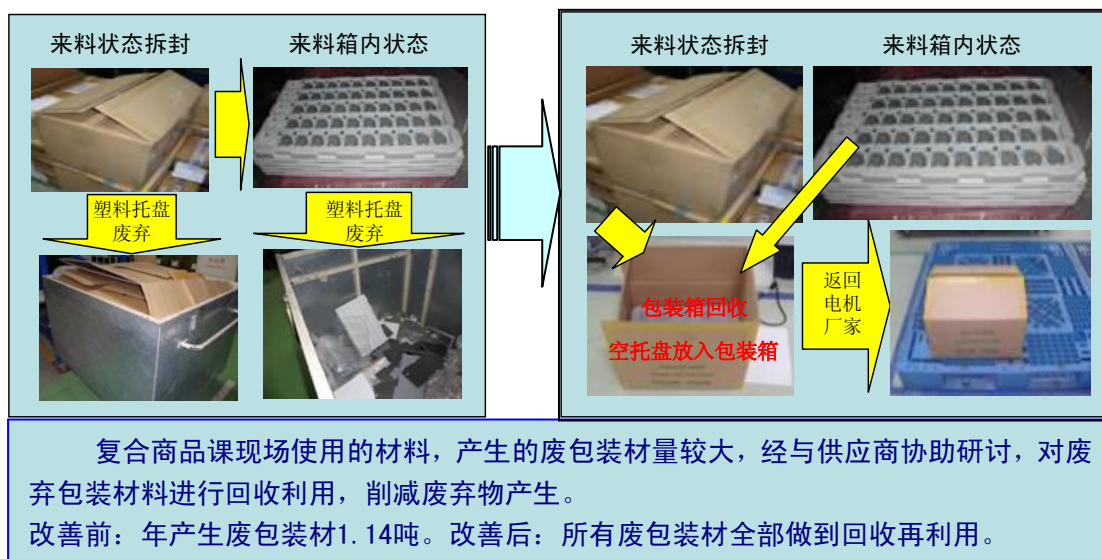 来料状态拆封
来料箱内状态
塑料托盘
废弃
塑料托盘
废弃
来料状态拆封
来料箱内状态
包装箱回收
空托盘放入包装箱
返回
电机
厂家
复合商品课现场使用的材料，产生的废包装材量较大，经与供应商协助研讨，对废
弃包装材料进行回收利用，削减废弃物产生。
改善前：年产生废包装材1.14吨。改善后：所有废包装材全部做到回收再利用。